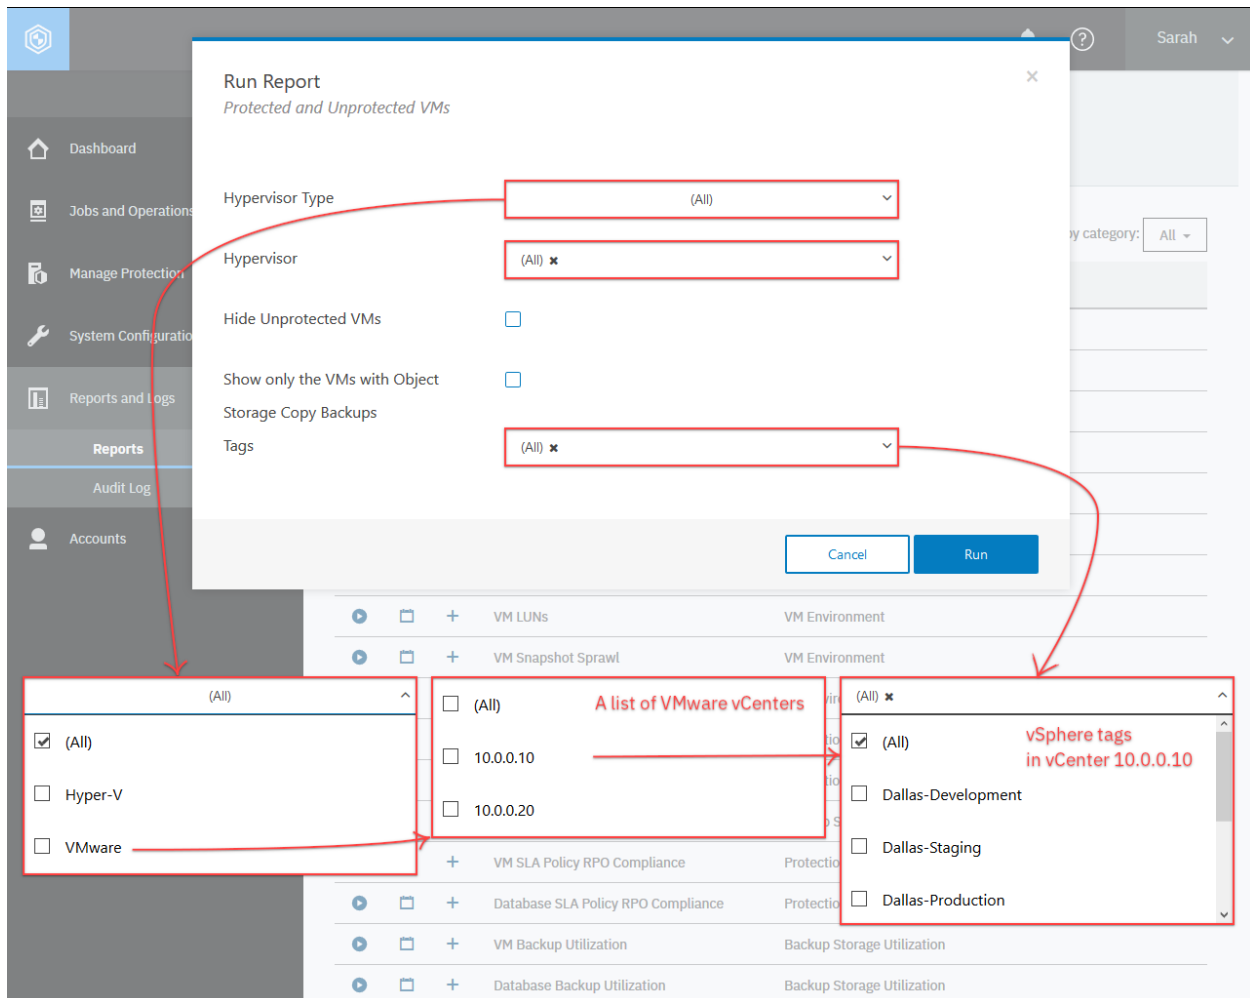 Sarah
Run Report
Protected and Unprotected VMs
Dashboard
Jobs and Operations
Manage Protection
System Configuratio
Reports and Logs
Reports
Audit Log
Accounts
Hypervisor Type
(All)
Hypervisor
(All) ✖
Hide Unprotected VMs
Show only the VMs with Object
Storage Copy Backups
Tags
(All) ✖
by category:
All
Cancel
Run
VM LUNs
VM Environment
VM Snapshot Sprawl
VM Environment
(All)
(All)
Hyper-V
VMware
(All)
A list of VMware vCenters
10.0.0.10
10.0.0.20
(All) ✖
(All)
vSphere tags
in vCenter 10.0.0.10
Dallas-Development
Dallas-Staging
Dallas-Production
VM SLA Policy RPO Compliance
Protectio
Database SLA Policy RPO Compliance
Protectio
VM Backup Utilization
Backup Storage Utilization
Database Backup Utilization
Backup Storage Utilization